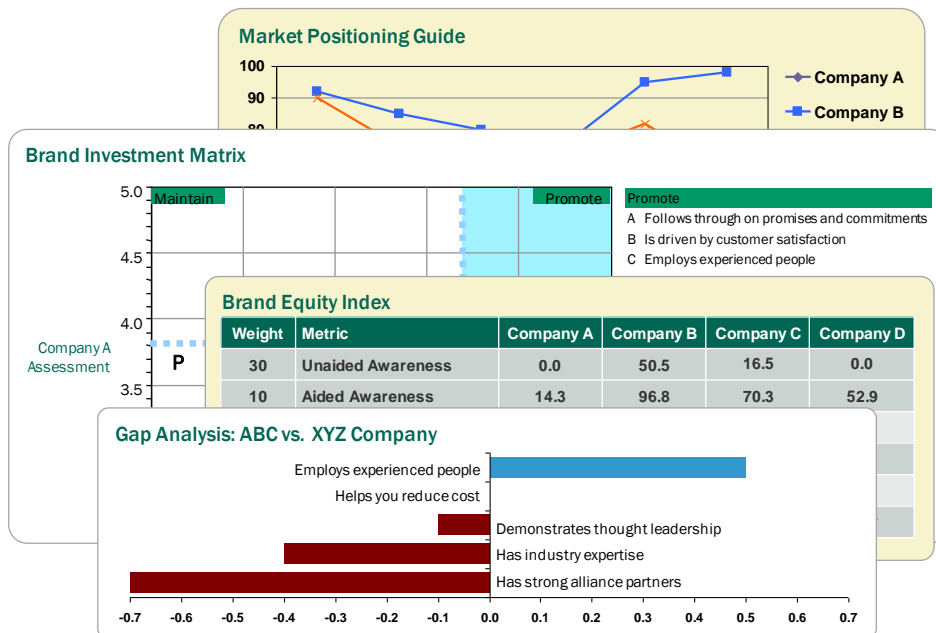 Market Positioning Guide
100
90
80
Company A
Company B
Brand Investment Matrix
5.0
4.5
4.0
3.5
Maintain
Promote
Promote
A Follows through on promises and commitments
B Is driven by customer satisfaction
C Employs experienced people
Company A
Assessment
P
Brand Equity Index
Weight Metric Company A Company B Company C Company D
30 Unaided Awareness 0.0 50.5 16.5 0.0
10 Aided Awareness 14.3 96.8 70.3 52.9
Gap Analysis: ABC vs. XYZ Company
Employs experienced people
Helps you reduce cost
Demonstrates thought leadership
Has industry expertise
Has strong alliance partners
-0.7 -0.6 -0.5 -0.4 -0.3 -0.2 -0.1 0.0 0.1 0.2 0.3 0.4 0.5 0.6 0.7